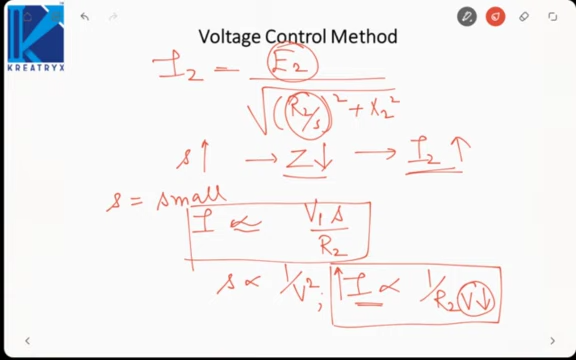 Voltage Control Method
KREATRYX
I₂ = E₂ / √((R₂/s)² + X₂²)
s↑ → Z↓ → I₂↑
s = small
I ∝ V₁ s / R₂
s ∝ 1/V² ; ↑I ∝ 1/R₂ V↓